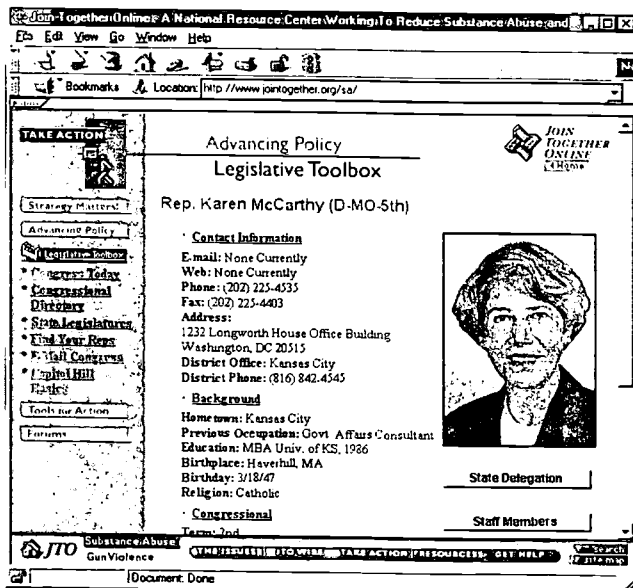 Join Together Online: A National Resource Center Working To Reduce Substance Abuse and
File Edit View Go Window Help
Bookmarks Location: http://www.jointogether.org/sa/
TAKE ACTION
Advancing Policy
Legislative Toolbox
JOIN
TOGETHER
ONLINE
Home
Strategy Matters!
Advancing Policy
Legislative Toolbox
• Congress Today
• Congressional
Directory
• State Legislatures
• Find Your Reps
• E-Mail Congress
• Capitol Hill
Basics
Tools for Action
Forums
Rep. Karen McCarthy (D-MO-5th)
· Contact Information
E-mail: None Currently
Web: None Currently
Phone: (202) 225-4535
Fax: (202) 225-4403
Address:
1232 Longworth House Office Building
Washington, DC 20515
District Office: Kansas City
District Phone: (816) 842-4545
· Background
Hometown: Kansas City
Previous Occupation: Govt Affairs Consultant
Education: MBA Univ. of KS, 1986
Birthplace: Haverhill, MA
Birthday: 3/18/47
Religion: Catholic
· Congressional
Term: 2nd
State Delegation
Staff Members
JTO
Substance Abuse
Gun Violence
THE ISSUES JTO WIRE TAKE ACTION RESOURCES GET HELP
Search
site map
Document: Done